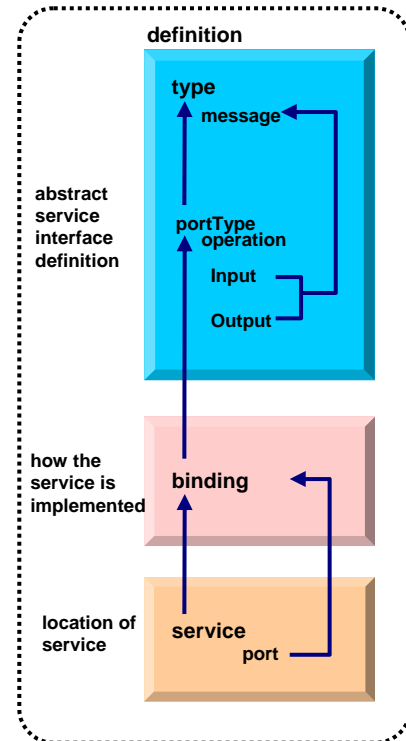 definition
type
message
abstract
service
interface
definition
portType
operation
Input
Output
how the
service is
implemented
binding
location of
service
service
port